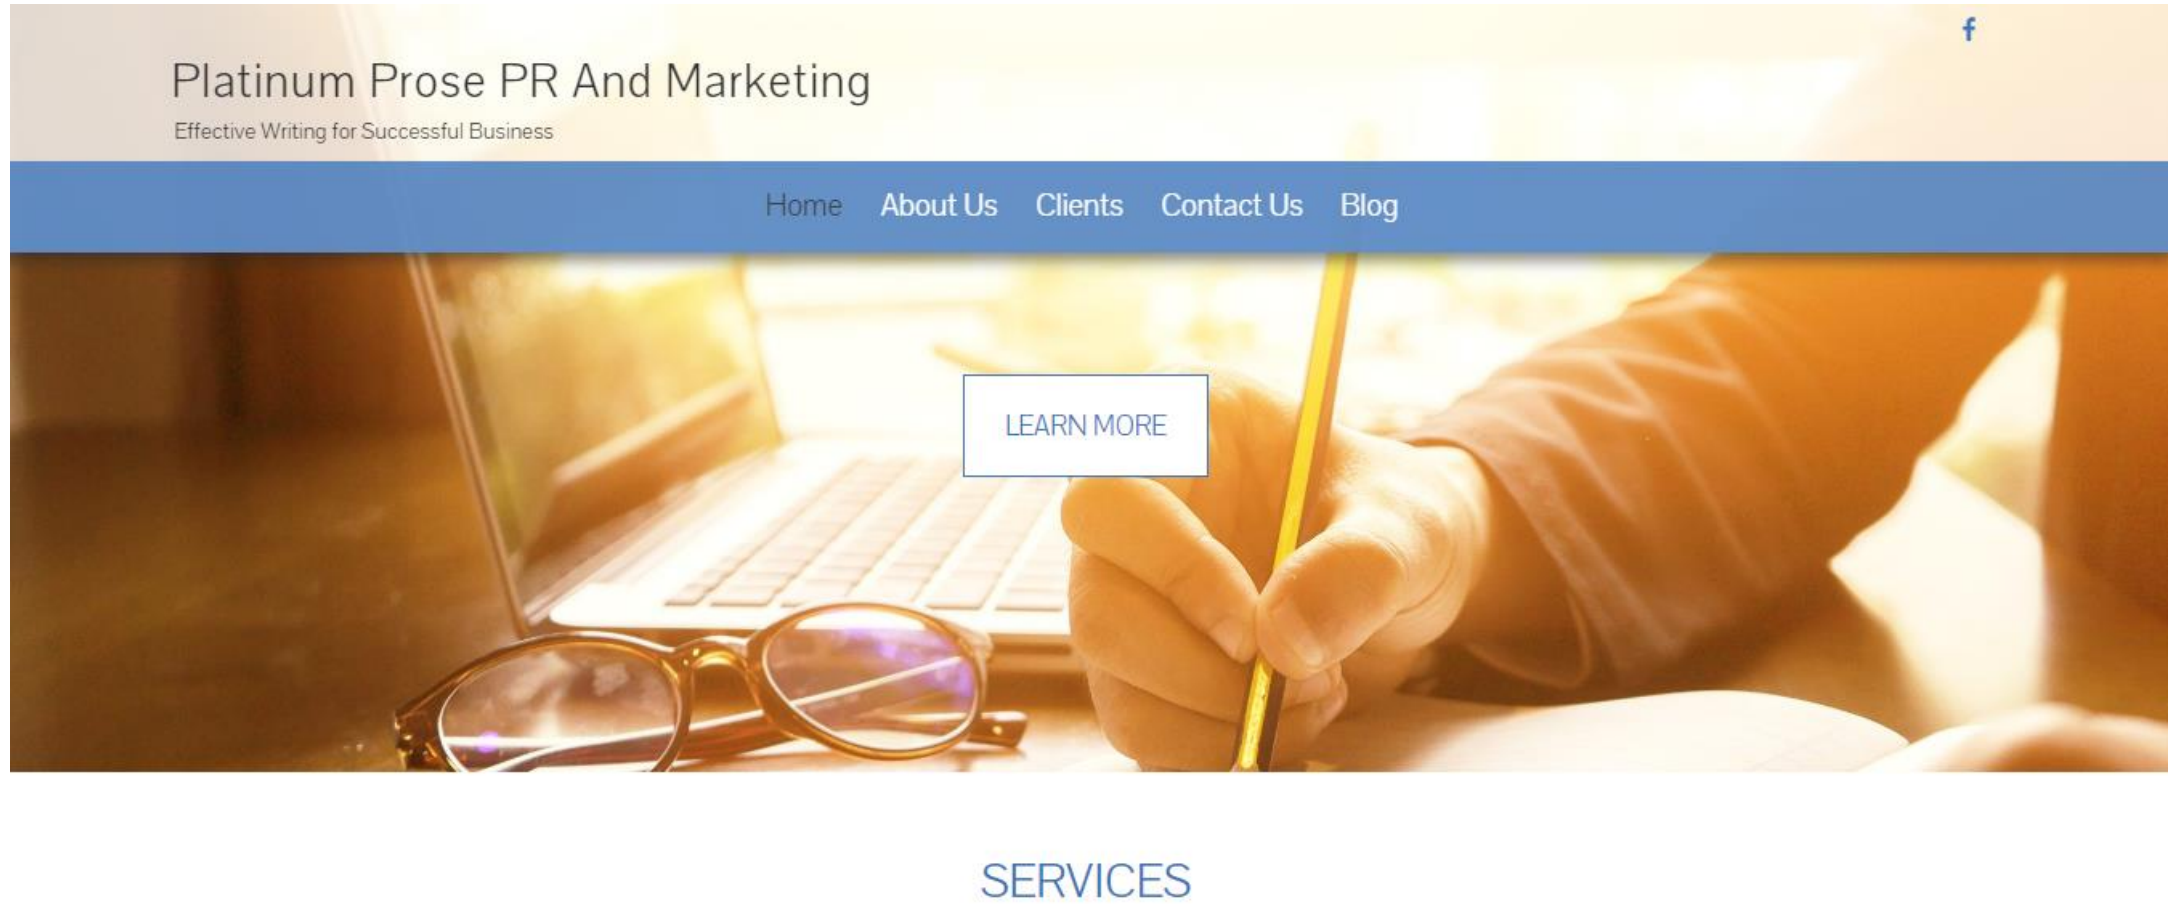 f
Platinum Prose PR And Marketing
Effective Writing for Successful Business
Home About Us Clients Contact Us Blog
LEARN MORE
SERVICES